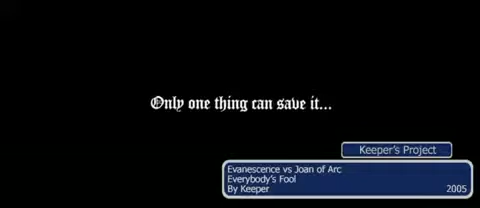 Only one thing can save it...
Keeper's Project
Evanescence vs Joan of Arc
Everybody's Fool
By Keeper 2005